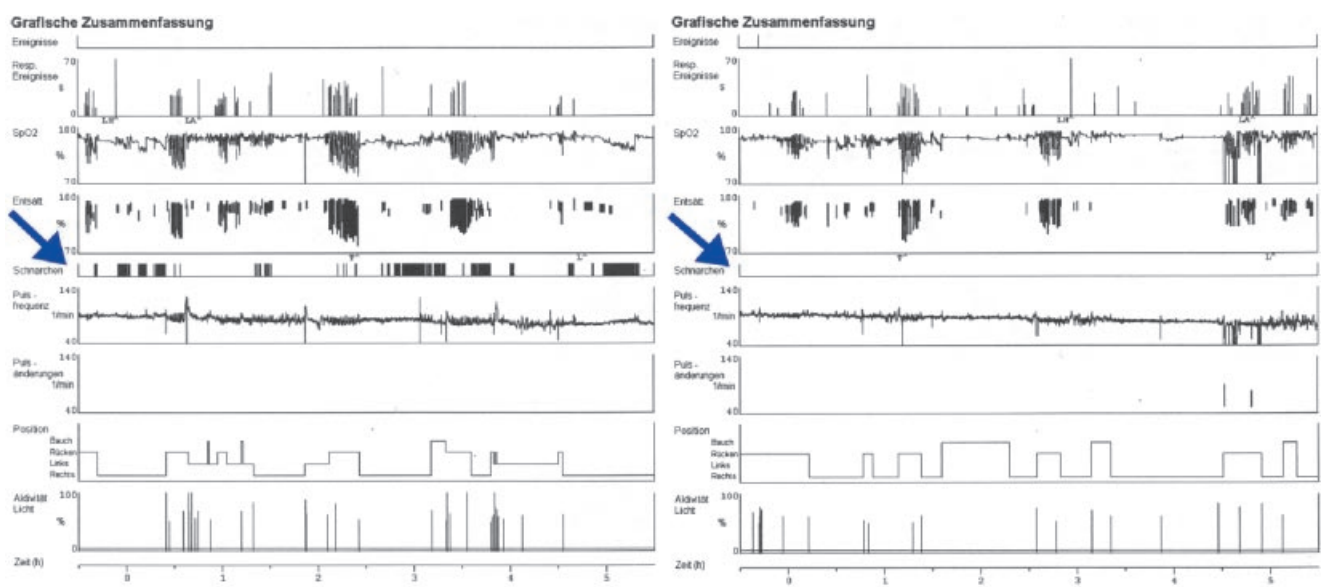 Grafische Zusammenfassung
Ereignisse
Resp.
Ereignisse
s
70
0
SpO2
100
%
70
Entsätt
100
%
70
Schnarchen
Puls -
frequenz
1/min
140
40
Puls -
änderungen
1/min
140
40
Position
Bauch
Rücken
Links
Rechts
Aktivität
Licht
100
%
0
Zeit (h)
0 1 2 3 4 5
Grafische Zusammenfassung
Ereignisse
Resp.
Ereignisse
s
70
0
SpO2
100
%
70
Entsätt
100
%
70
Schnarchen
Puls -
frequenz
1/min
140
40
Puls -
änderungen
1/min
140
40
Position
Bauch
Rücken
Links
Rechts
Aktivität
Licht
100
%
0
Zeit (h)
0 1 2 3 4 5